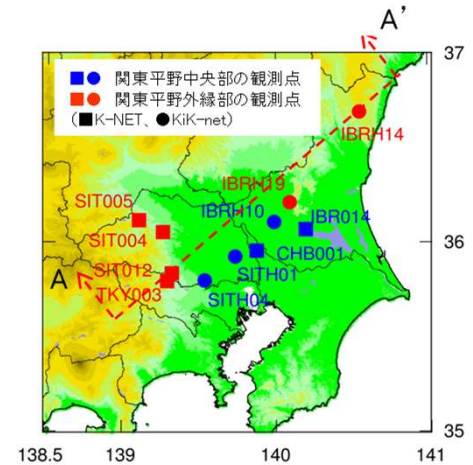 A'
37
■● 関東平野中央部の観測点
■● 関東平野外縁部の観測点
(■K-NET、●KiK-net)
IBRH14
IBRH19
SIT005
IBRH10
IBR014
SIT004
36
CHB001
A
SIT012
SITH01
TKY003
SITH04
35
138.5
139
140
141